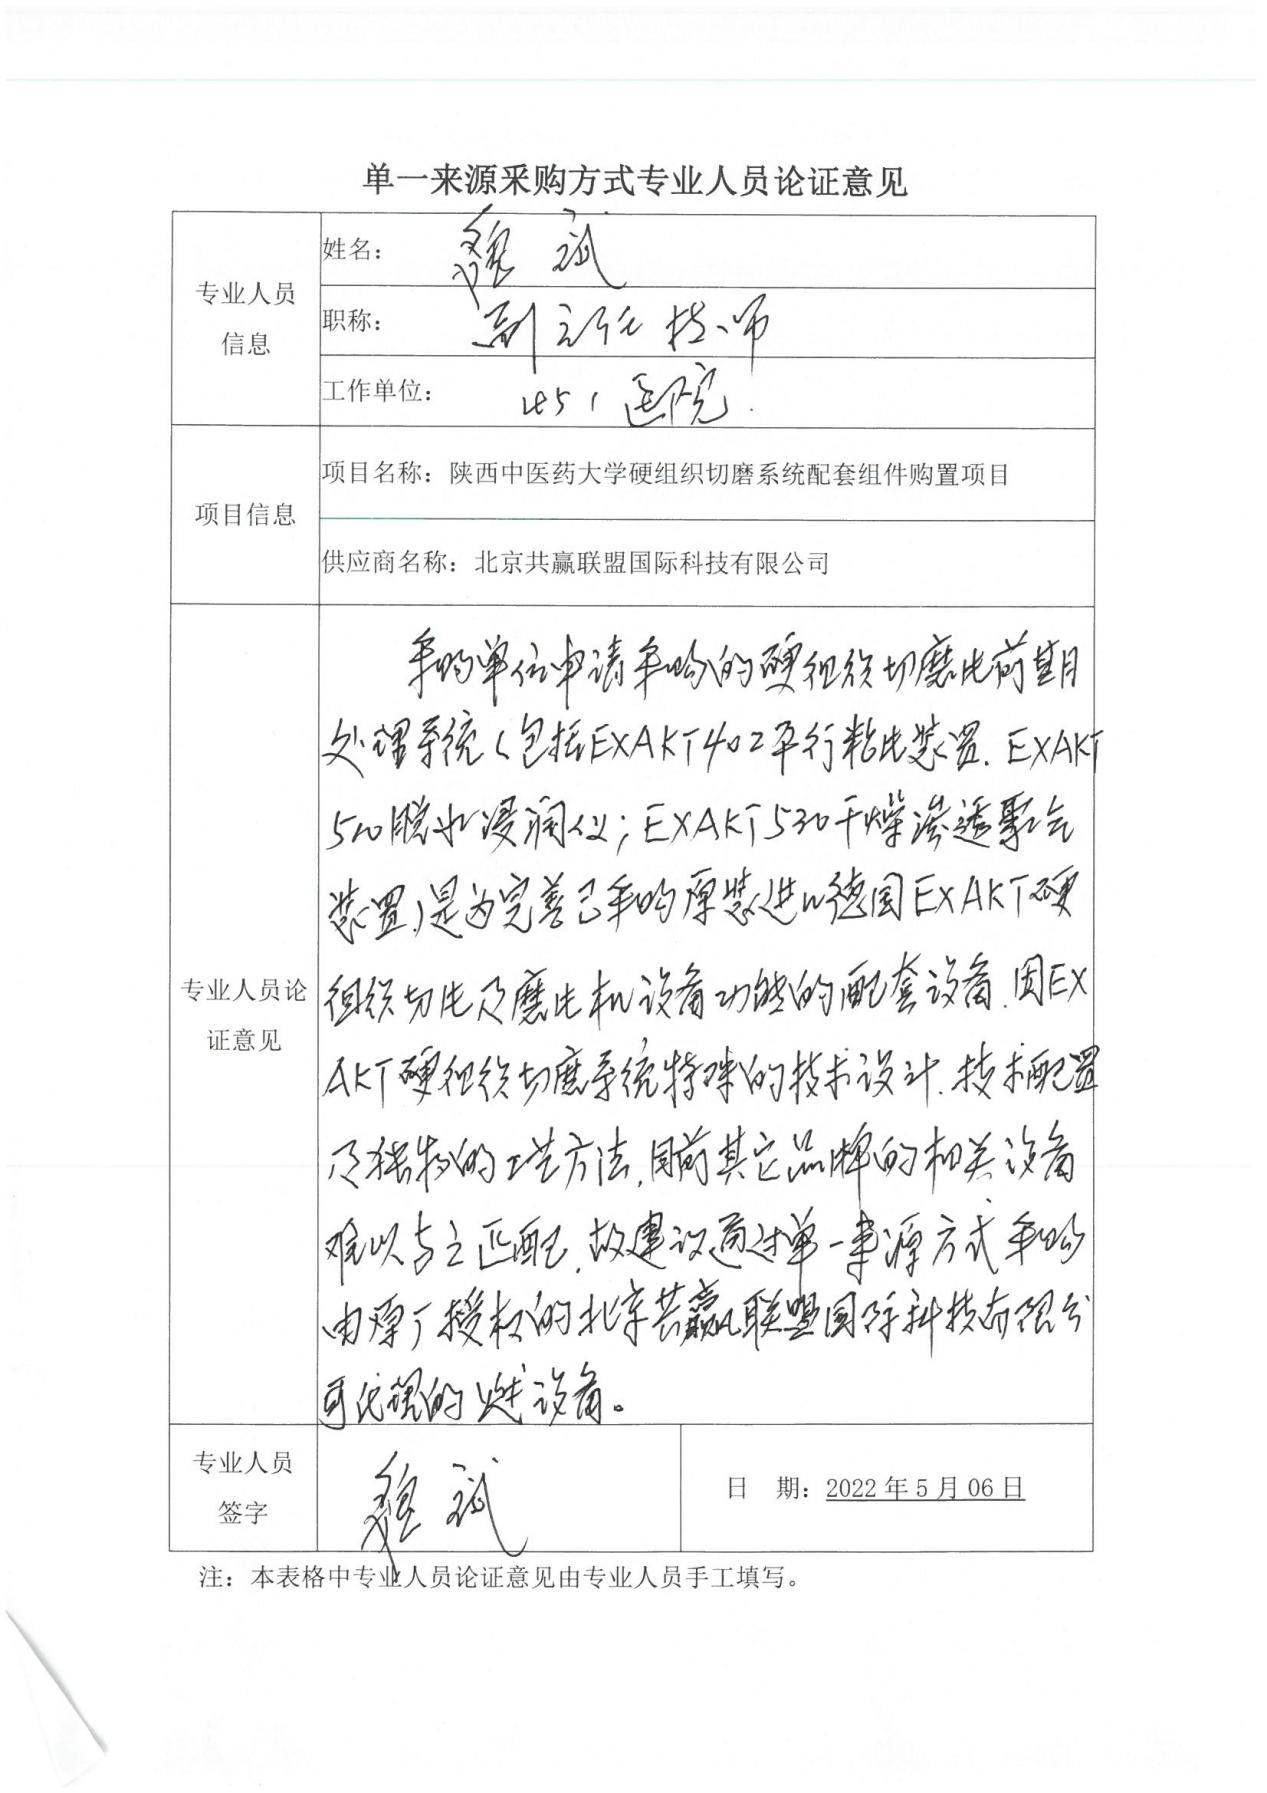 单一来源采购方式专业人员论证意见
专业人员
信息
姓名：
斌
职称：副主任技师
工作单位：451医院.
项目信息
项目名称：陕西中医药大学硬组织切磨系统配套组件购置项目
供应商名称：北京共赢联盟国际科技有限公司
专业人员论
证意见
采购单位申请采购的硬组织切磨片前期
处理系统（包括EXAKT402平行粘片装置、EXAKT
510脱水浸润仪；EXAKT530干燥渗透聚合
装置）是为完善已采购原装进口德国EXAKT硬
组织切片及磨片机设备功能的配套设备，因EX
AKT硬组织切磨系统特殊的技术设计、技术配置
及独特的工艺方法，目前其它品牌的相关设备
难以与之匹配，故建议通过单一来源方式采购
由原厂授权的北京共赢联盟国际科技有限公
司代理的 设备。
专业人员
签字
斌
日 期：2022年5月06日
注：本表格中专业人员论证意见由专业人员手工填写。